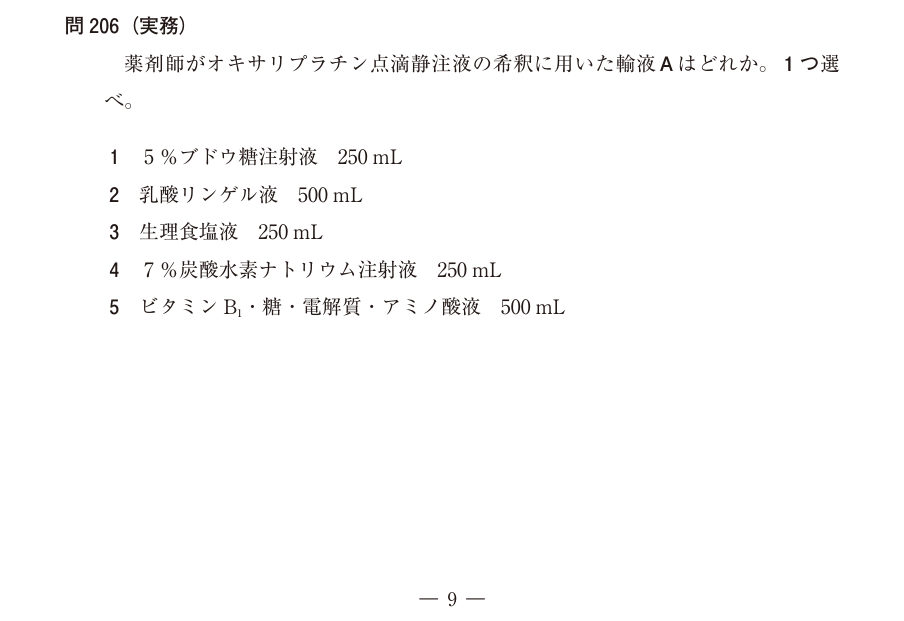 問 206（実務）
薬剤師がオキサリプラチン点滴静注液の希釈に用いた輸液 A はどれか。1つ選
べ。
1 5％ブドウ糖注射液 250 mL
2 乳酸リンゲル液 500 mL
3 生理食塩液 250 mL
4 7％炭酸水素ナトリウム注射液 250 mL
5 ビタミン B₁・糖・電解質・アミノ酸液 500 mL
— 9 —